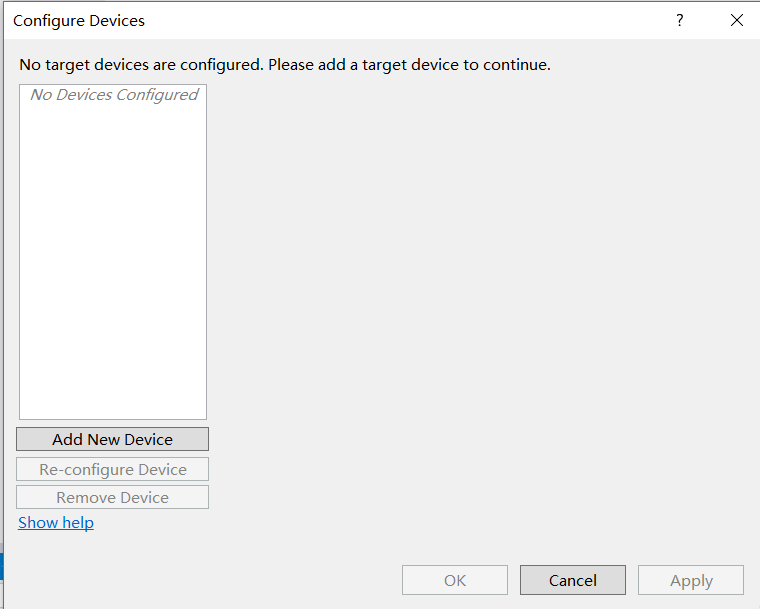 Configure Devices
?
No target devices are configured. Please add a target device to continue.
No Devices Configured
Add New Device
Re-configure Device
Remove Device
Show help
OK
Cancel
Apply